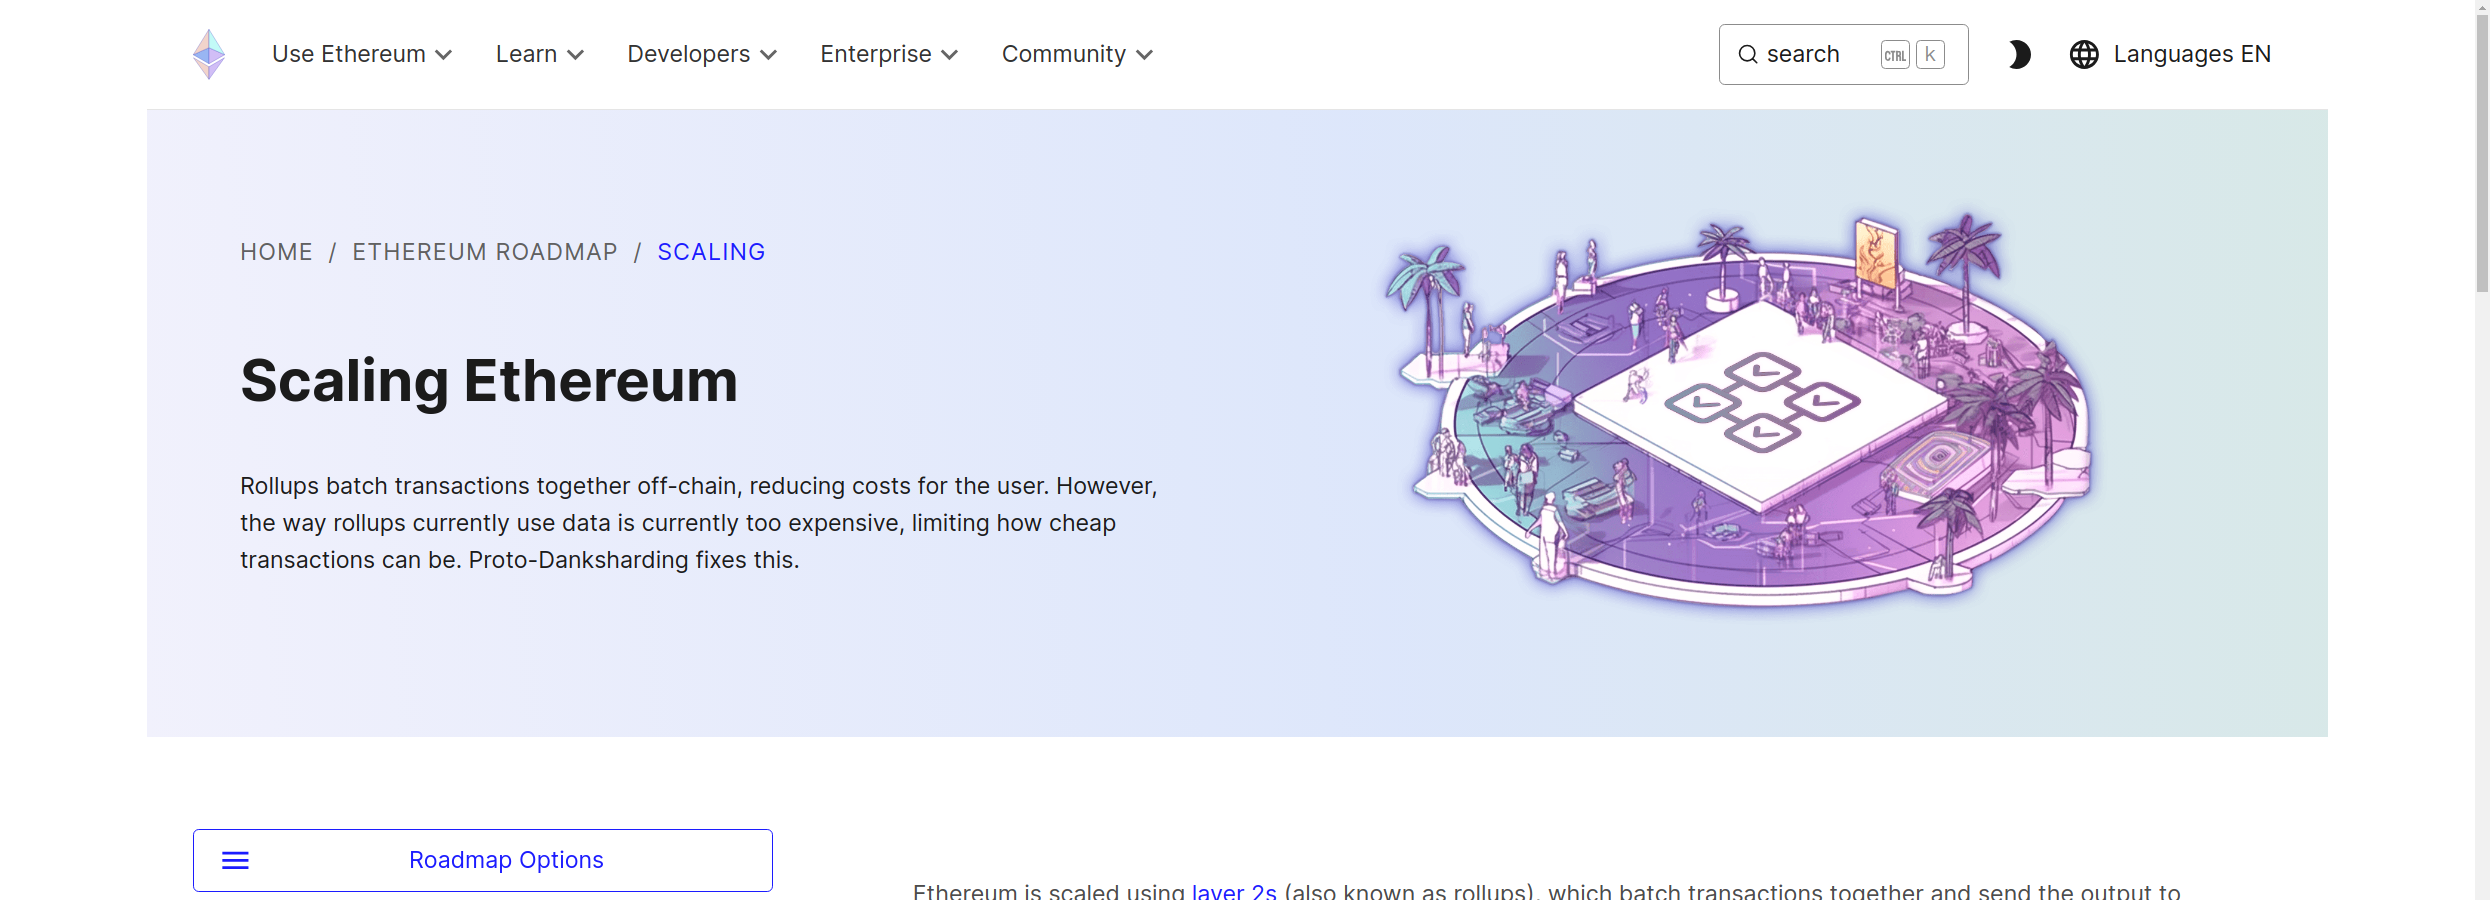 Use Ethereum Learn Developers Enterprise Community search CTRL k Languages EN
HOME / ETHEREUM ROADMAP / SCALING
Scaling Ethereum
Rollups batch transactions together off-chain, reducing costs for the user. However,
the way rollups currently use data is currently too expensive, limiting how cheap
transactions can be. Proto-Danksharding fixes this.
Roadmap Options
Ethereum is scaled using layer 2s (also known as rollups), which batch transactions together and send the output to